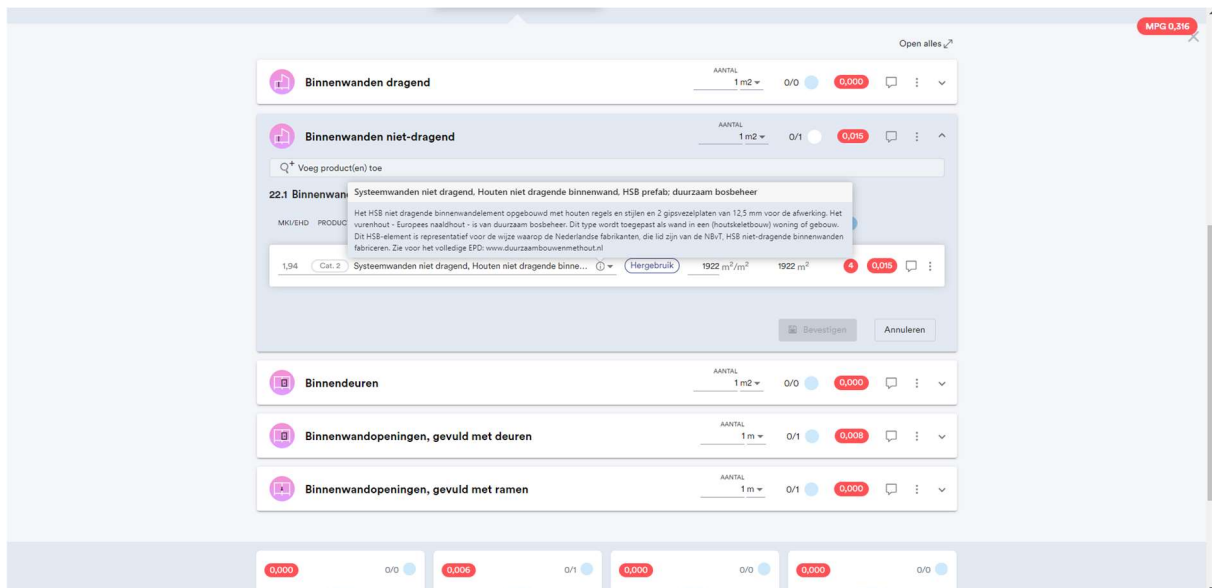 MPG 0,316
Open alles
Binnenwanden dragend
AANTAL
1 m2
0/0
0,000
Binnenwanden niet-dragend
AANTAL
1 m2
0/1
0,015
Voeg product(en) toe
22.1 Binnenwan
Systeemwanden niet dragend, Houten niet dragende binnenwand, HSB prefab; duurzaam bosbeheer
Het HSB niet dragende binnenwandelement opgebouwd met houten regels en stijlen en 2 gipsvezelplaten van 12,5 mm voor de afwerking. Het
vurenhout - Europees naaldhout - is van duurzaam bosbeheer. Dit type wordt toegepast als wand in een (houtskeletbouw) woning of gebouw.
Dit HSB-element is representatief voor de wijze waarop de Nederlandse fabrikanten, die lid zijn van de NBvT, HSB niet-dragende binnenwanden
fabriceren. Zie voor het volledige EPD: www.duurzaambouwenmethout.nl
MKI/EHD PRODUC
1,94
Cat. 2
Systeemwanden niet dragend, Houten niet dragende binne...
Hergebruik
1922 m²/m²
1922 m²
4
0,015
Bevestigen
Annuleren
Binnendeuren
AANTAL
1 m2
0/0
0,000
Binnenwandopeningen, gevuld met deuren
AANTAL
1 m
0/1
0,008
Binnenwandopeningen, gevuld met ramen
AANTAL
1 m
0/1
0,000
0,000
0/0
0,006
0/1
0,000
0/0
0,000
0/0